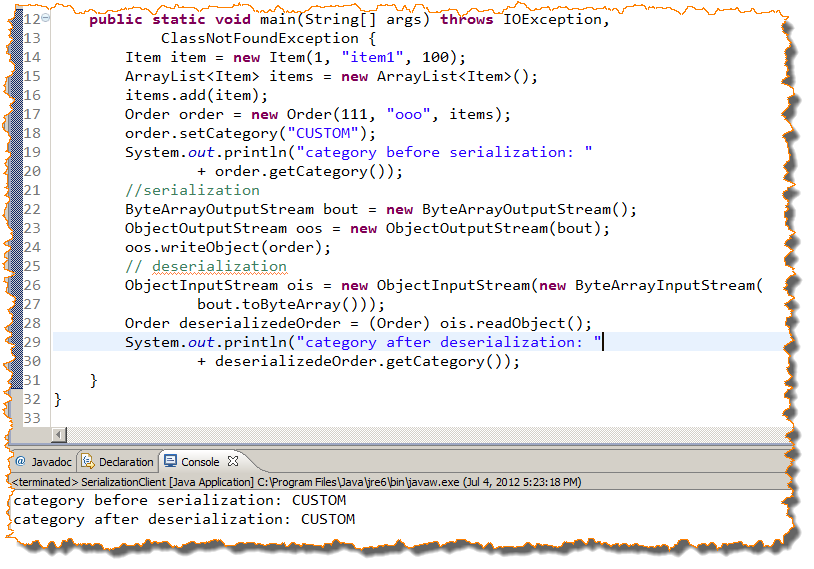 12 public static void main(String[] args) throws IOException,
13 ClassNotFoundException {
14 Item item = new Item(1, "item1", 100);
15 ArrayList<Item> items = new ArrayList<Item>();
16 items.add(item);
17 Order order = new Order(111, "ooo", items);
18 order.setCategory("CUSTOM");
19 System.out.println("category before serialization: "
20 + order.getCategory());
21 //serialization
22 ByteArrayOutputStream bout = new ByteArrayOutputStream();
23 ObjectOutputStream oos = new ObjectOutputStream(bout);
24 oos.writeObject(order);
25 // deserialization
26 ObjectInputStream ois = new ObjectInputStream(new ByteArrayInputStream(
27 bout.toByteArray()));
28 Order deserializedeOrder = (Order) ois.readObject();
29 System.out.println("category after deserialization: "
30 + deserializedeOrder.getCategory());
31 }
32 }
33
@ Javadoc Declaration Console
<terminated> SerializationClient [Java Application] C:\Program Files\Java\jre6\bin\javaw.exe (Jul 4, 2012 5:23:18 PM)
category before serialization: CUSTOM
category after deserialization: CUSTOM